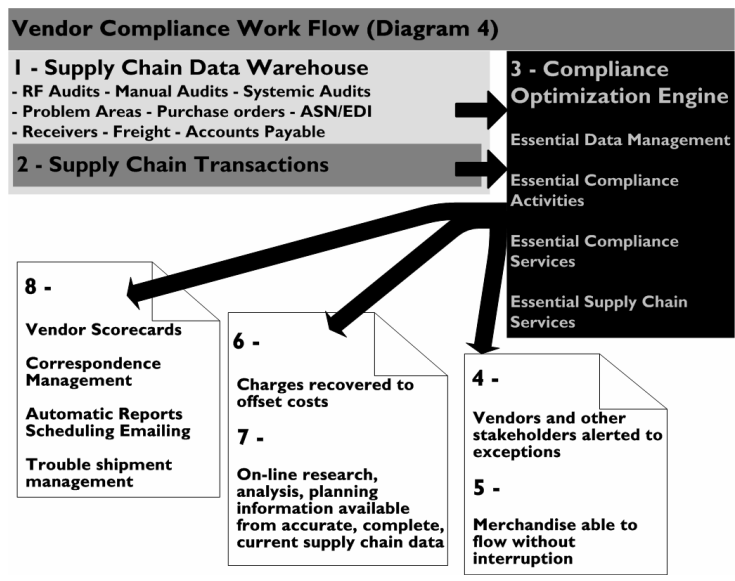 Vendor Compliance Work Flow (Diagram 4)
1 - Supply Chain Data Warehouse
- RF Audits - Manual Audits - Systemic Audits
- Problem Areas - Purchase orders - ASN/EDI
- Receivers - Freight - Accounts Payable
2 - Supply Chain Transactions
3 - Compliance
Optimization Engine
Essential Data Management
Essential Compliance
Activities
Essential Compliance
Services
Essential Supply Chain
Services
8 -
Vendor Scorecards
Correspondence
Management
Automatic Reports
Scheduling Emailing
Trouble shipment
management
6 -
Charges recovered to
offset costs
7 -
On-line research,
analysis, planning
information available
from accurate, complete,
current supply chain data
4 -
Vendors and other
stakeholders alerted to
exceptions
5 -
Merchandise able to
flow without
interruption